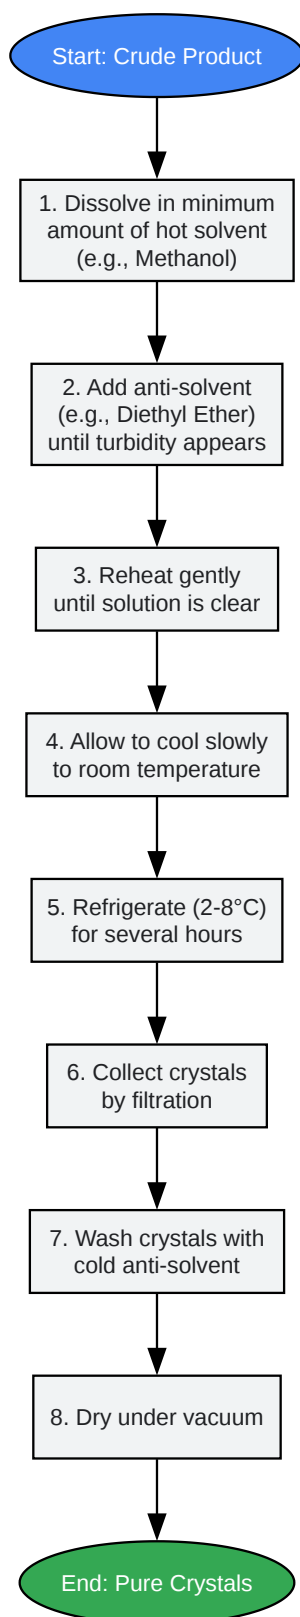 Start: Crude Product
1. Dissolve in minimum
amount of hot solvent
(e.g., Methanol)
2. Add anti-solvent
(e.g., Diethyl Ether)
until turbidity appears
3. Reheat gently
until solution is clear
4. Allow to cool slowly
to room temperature
5. Refrigerate (2-8°C)
for several hours
6. Collect crystals
by filtration
7. Wash crystals with
cold anti-solvent
8. Dry under vacuum
End: Pure Crystals